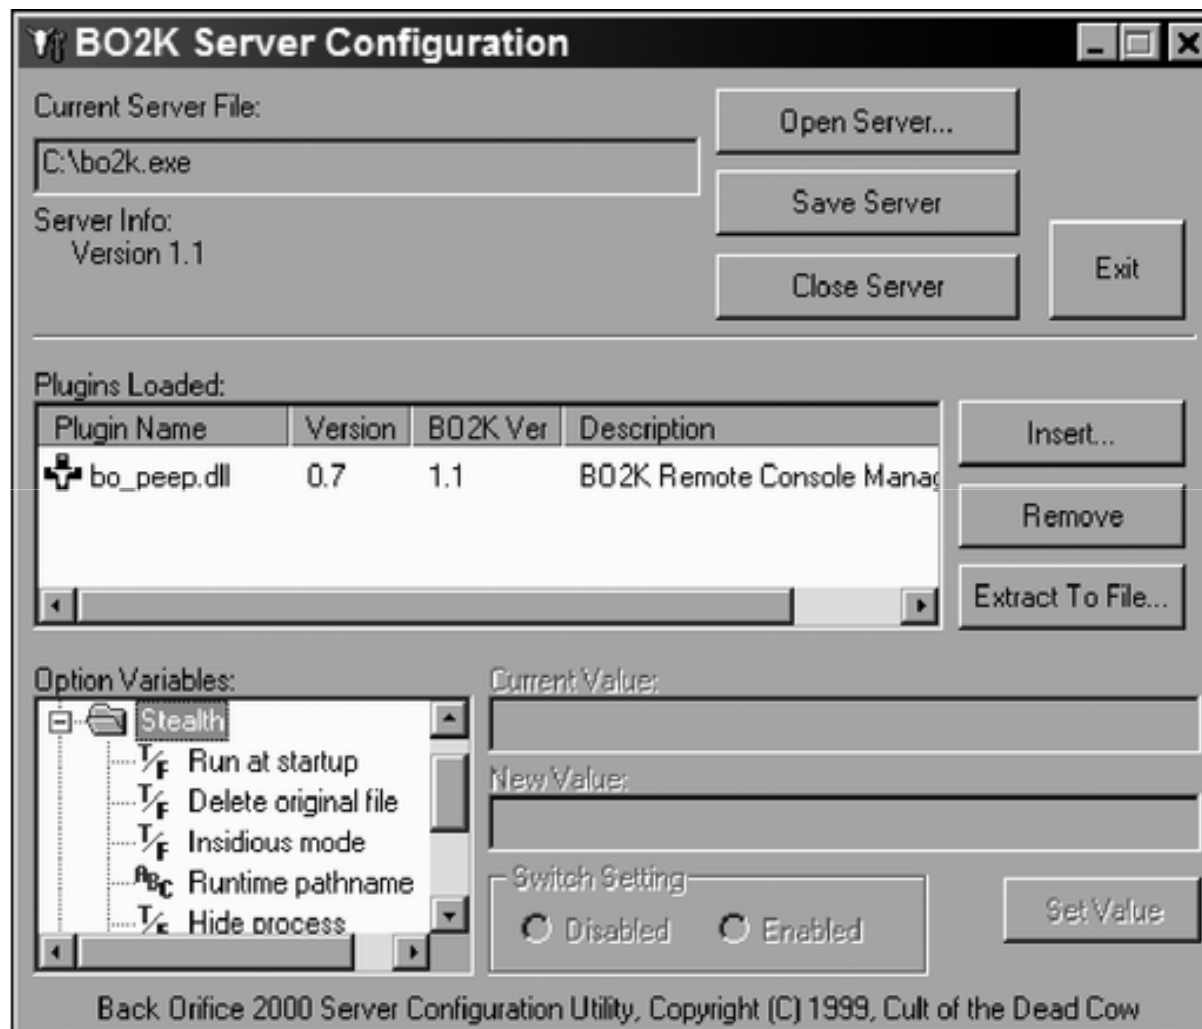 BO2K Server Configuration
Current Server File:
Open Server...
C:\bo2k.exe
Save Server
Server Info:
Version 1.1
Exit
Close Server
Plugins Loaded:
Plugin Name Version BO2K Ver Description
Insert...
bo_peep.dll 0.7 1.1 BO2K Remote Console Manag
Remove
Extract To File...
Option Variables:
Current Value:
Stealth
T/F Run at startup
New Value:
T/F Delete original file
T/F Insidious mode
ABC Runtime pathname
Switch Setting
T/F Hide process
Disabled Enabled
Set Value
Back Orifice 2000 Server Configuration Utility, Copyright (C) 1999, Cult of the Dead Cow